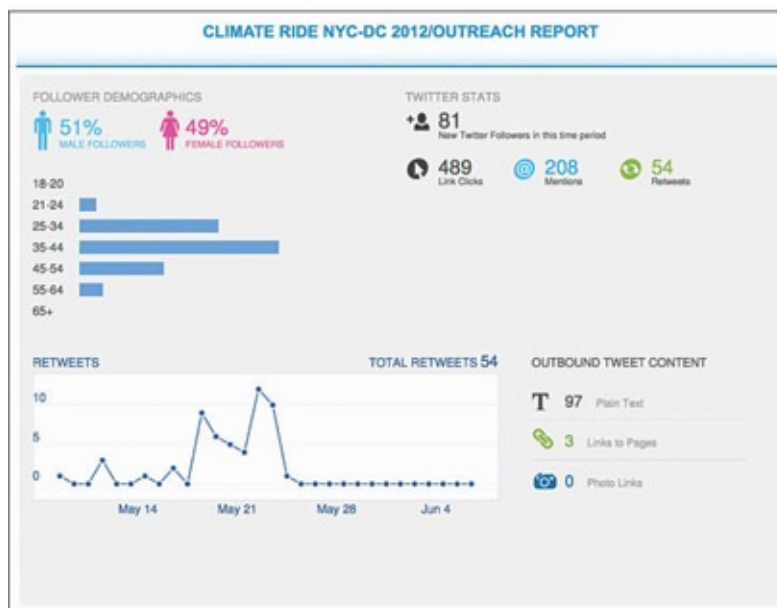 CLIMATE RIDE NYC-DC 2012/OUTREACH REPORT
FOLLOWER DEMOGRAPHICS
51%
MALE FOLLOWERS
49%
FEMALE FOLLOWERS
TWITTER STATS
81
New Twitter Followers in this time period
489
Link Clicks
208
Mentions
54
Retweets
18-20
21-24
25-34
35-44
45-54
55-64
65+
RETWEETS
TOTAL RETWEETS 54
10
5
0
May 14 May 21 May 28 Jun 4
OUTBOUND TWEET CONTENT
T 97 Plain Text
3 Links to Pages
0 Photo Links